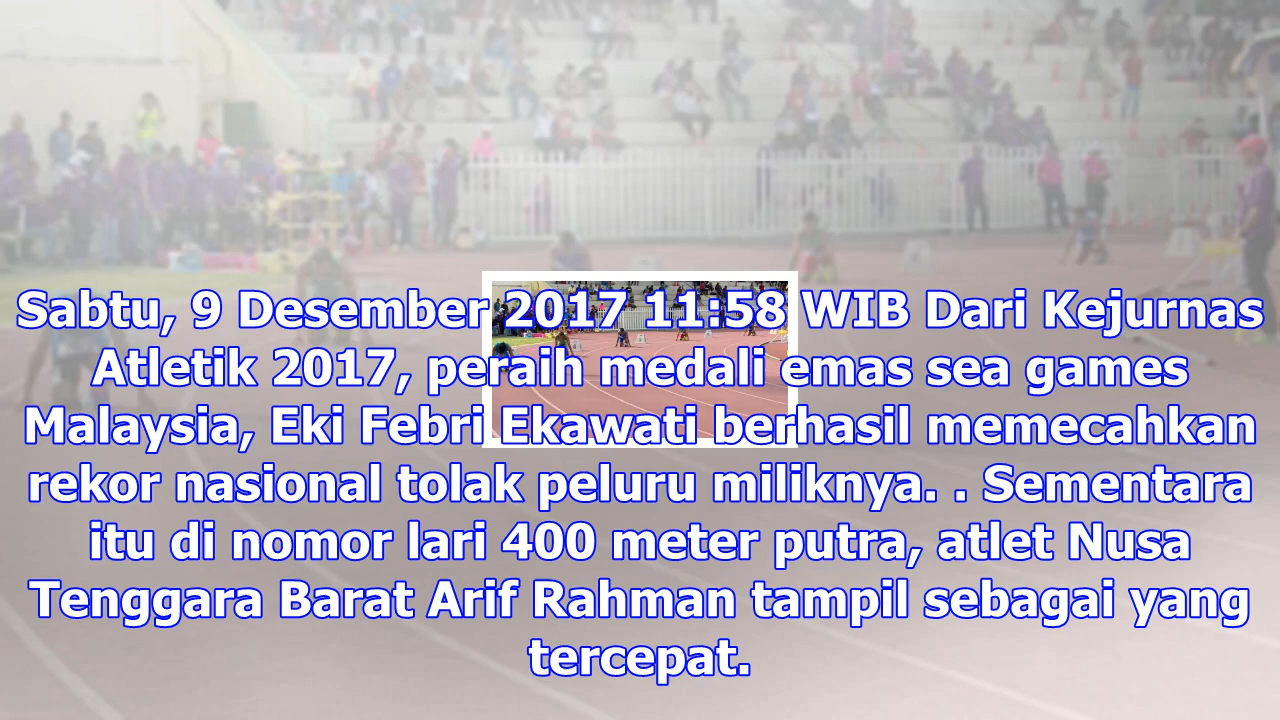 Sabtu, 9 Desember 2017 11:58 WIB Dari Kejurnas
Atletik 2017, peraih medali emas sea games
Malaysia, Eki Febri Ekawati berhasil memecahkan
rekor nasional tolak peluru miliknya. . Sementara
itu di nomor lari 400 meter putra, atlet Nusa
Tenggara Barat Arif Rahman tampil sebagai yang
tercepat.